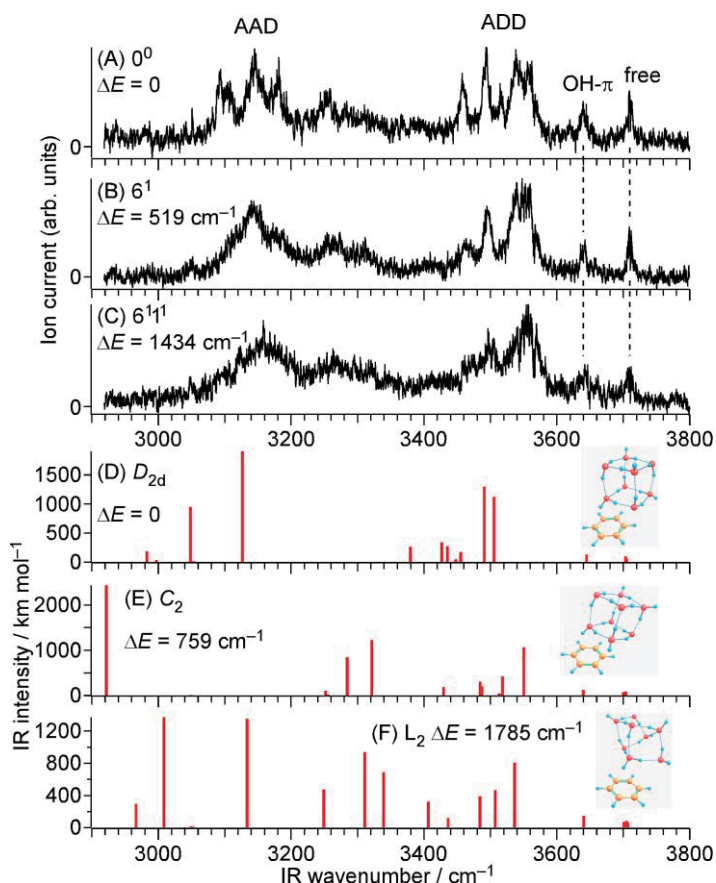 AAD
ADD
(A) 0⁰
ΔE = 0
OH-π
free
0
(B) 6¹
ΔE = 519 cm⁻¹
0
(C) 6¹1¹
ΔE = 1434 cm⁻¹
0
Ion current (arb. units)
3000 3200 3400 3600 3800
(D) D₂d
ΔE = 0
1500
1000
500
0
(E) C₂
ΔE = 759 cm⁻¹
2000
1000
0
(F) L₂ ΔE = 1785 cm⁻¹
1200
800
400
0
IR intensity / km mol⁻¹
3000 3200 3400 3600 3800
IR wavenumber / cm⁻¹